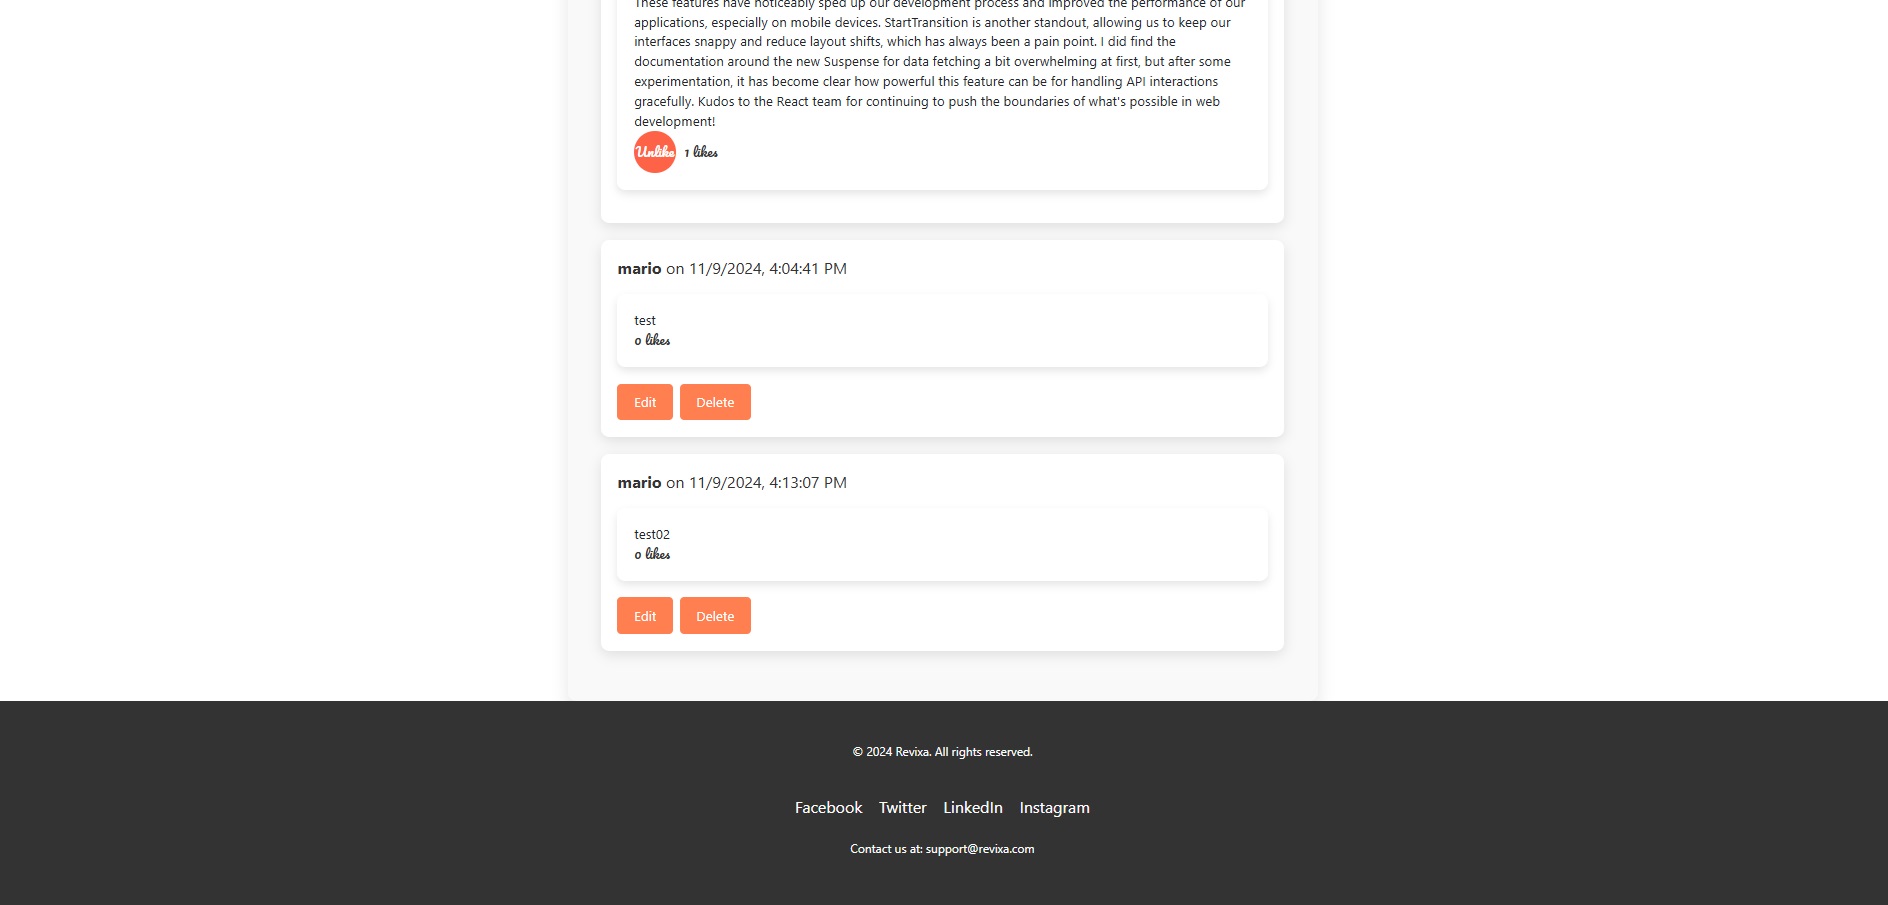 These features have noticeably sped up our development process and improved the performance of our
applications, especially on mobile devices. StartTransition is another standout, allowing us to keep our
interfaces snappy and reduce layout shifts, which has always been a pain point. I did find the
documentation around the new Suspense for data fetching a bit overwhelming at first, but after some
experimentation, it has become clear how powerful this feature can be for handling API interactions
gracefully. Kudos to the React team for continuing to push the boundaries of what's possible in web
development!
Unlike 1 likes
mario on 11/9/2024, 4:04:41 PM
test
0 likes
Edit Delete
mario on 11/9/2024, 4:13:07 PM
test02
0 likes
Edit Delete
© 2024 Revixa. All rights reserved.
Facebook Twitter LinkedIn Instagram
Contact us at: support@revixa.com